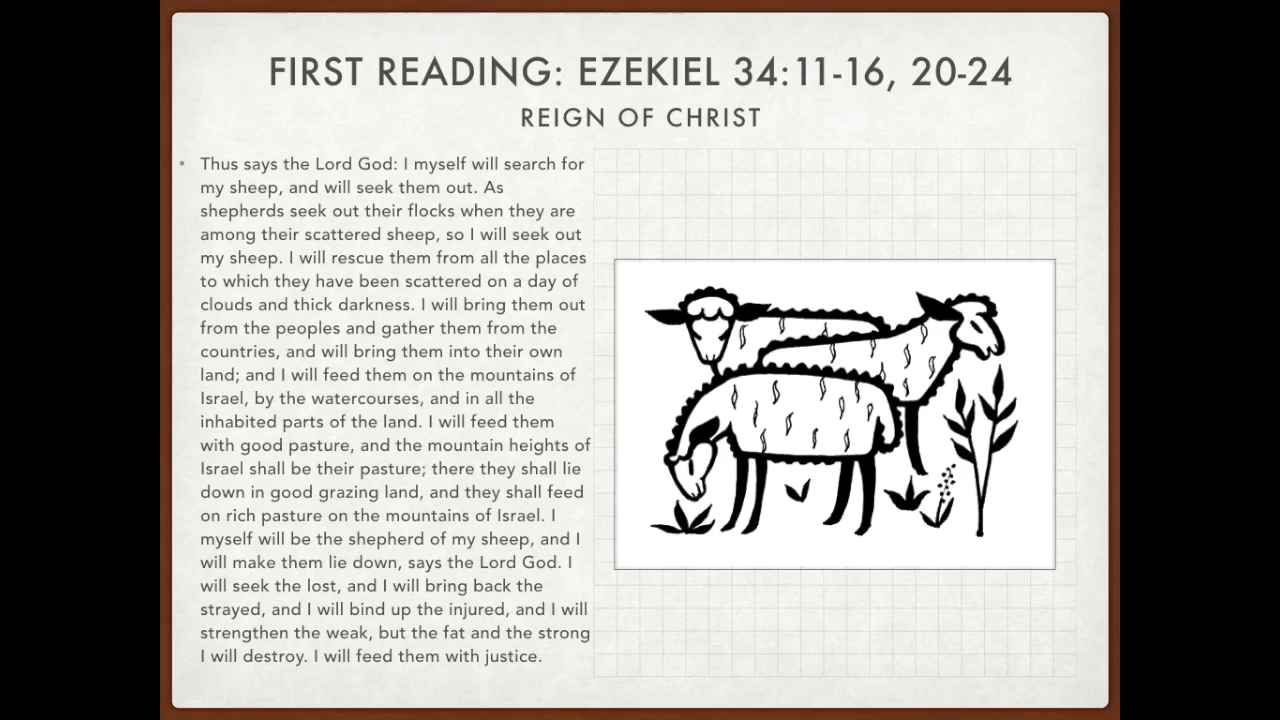 FIRST READING: EZEKIEL 34:11-16, 20-24
REIGN OF CHRIST
• Thus says the Lord God: I myself will search for
my sheep, and will seek them out. As
shepherds seek out their flocks when they are
among their scattered sheep, so I will seek out
my sheep. I will rescue them from all the places
to which they have been scattered on a day of
clouds and thick darkness. I will bring them out
from the peoples and gather them from the
countries, and will bring them into their own
land; and I will feed them on the mountains of
Israel, by the watercourses, and in all the
inhabited parts of the land. I will feed them
with good pasture, and the mountain heights of
Israel shall be their pasture; there they shall lie
down in good grazing land, and they shall feed
on rich pasture on the mountains of Israel. I
myself will be the shepherd of my sheep, and I
will make them lie down, says the Lord God. I
will seek the lost, and I will bring back the
strayed, and I will bind up the injured, and I will
strengthen the weak, but the fat and the strong
I will destroy. I will feed them with justice.